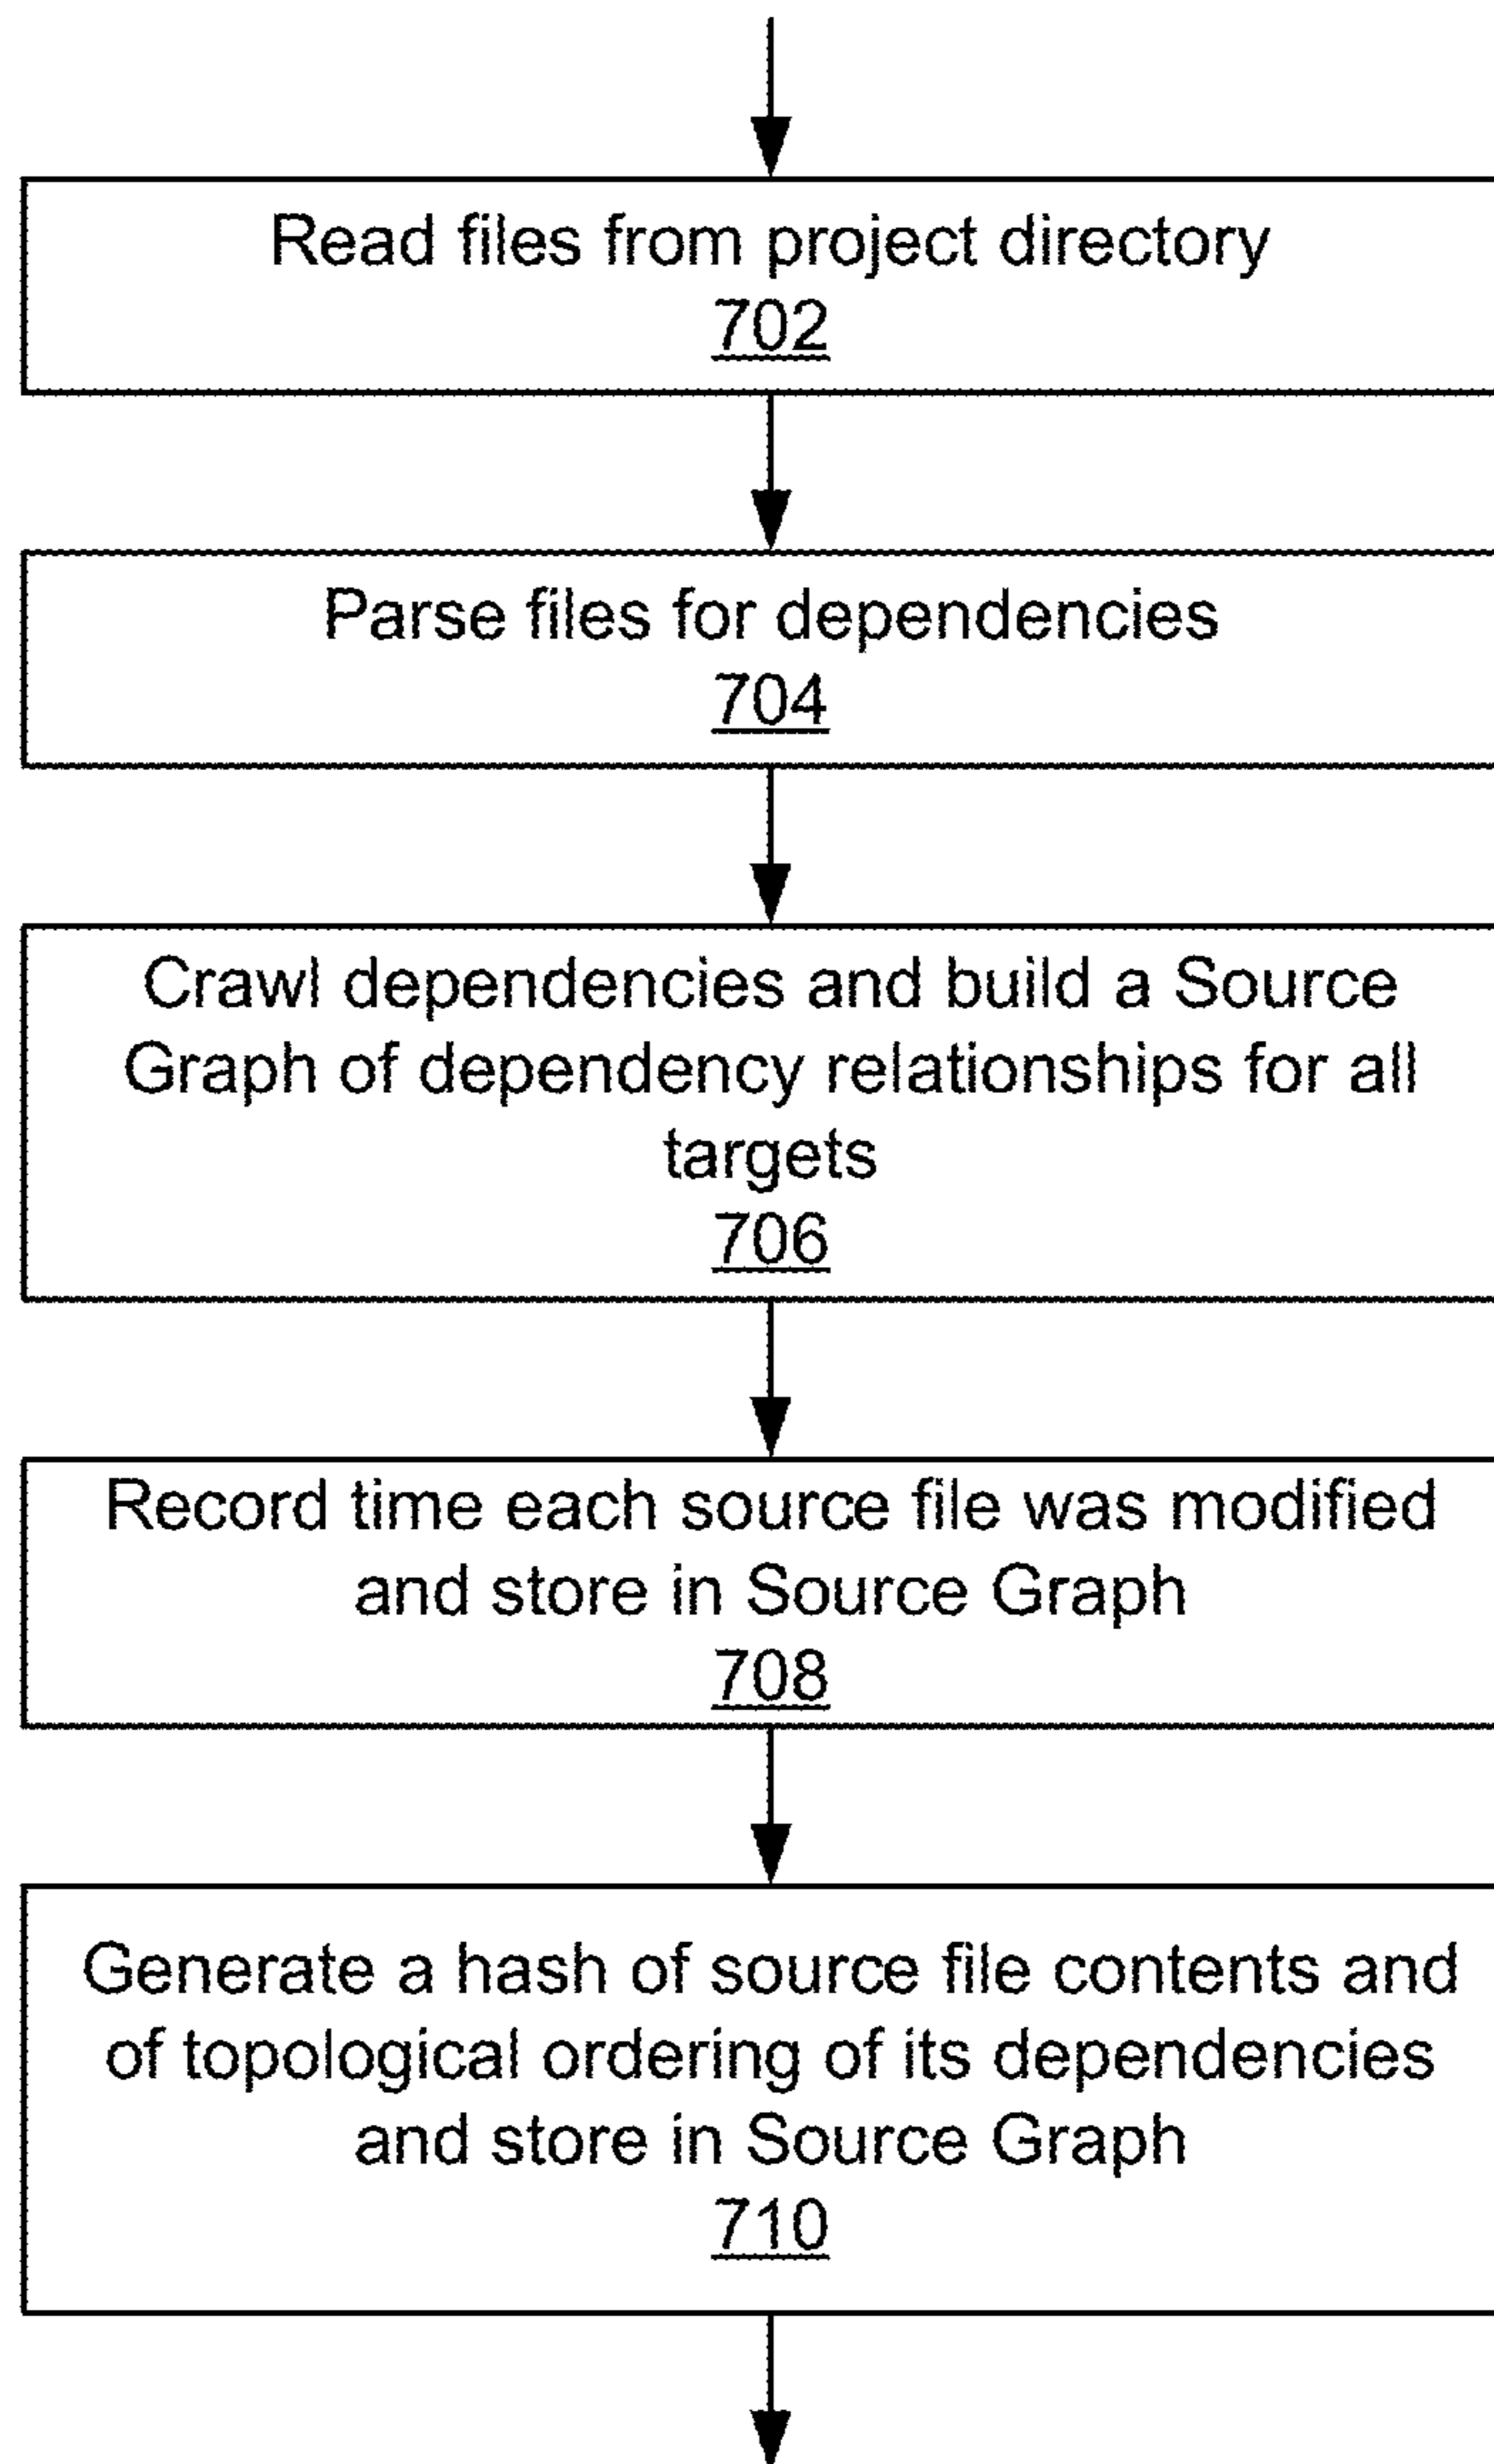 Read files from project directory
702
Parse files for dependencies
704
Crawl dependencies and build a Source
Graph of dependency relationships for all
targets
706
Record time each source file was modified
and store in Source Graph
708
Generate a hash of source file contents and
of topological ordering of its dependencies
and store in Source Graph
710